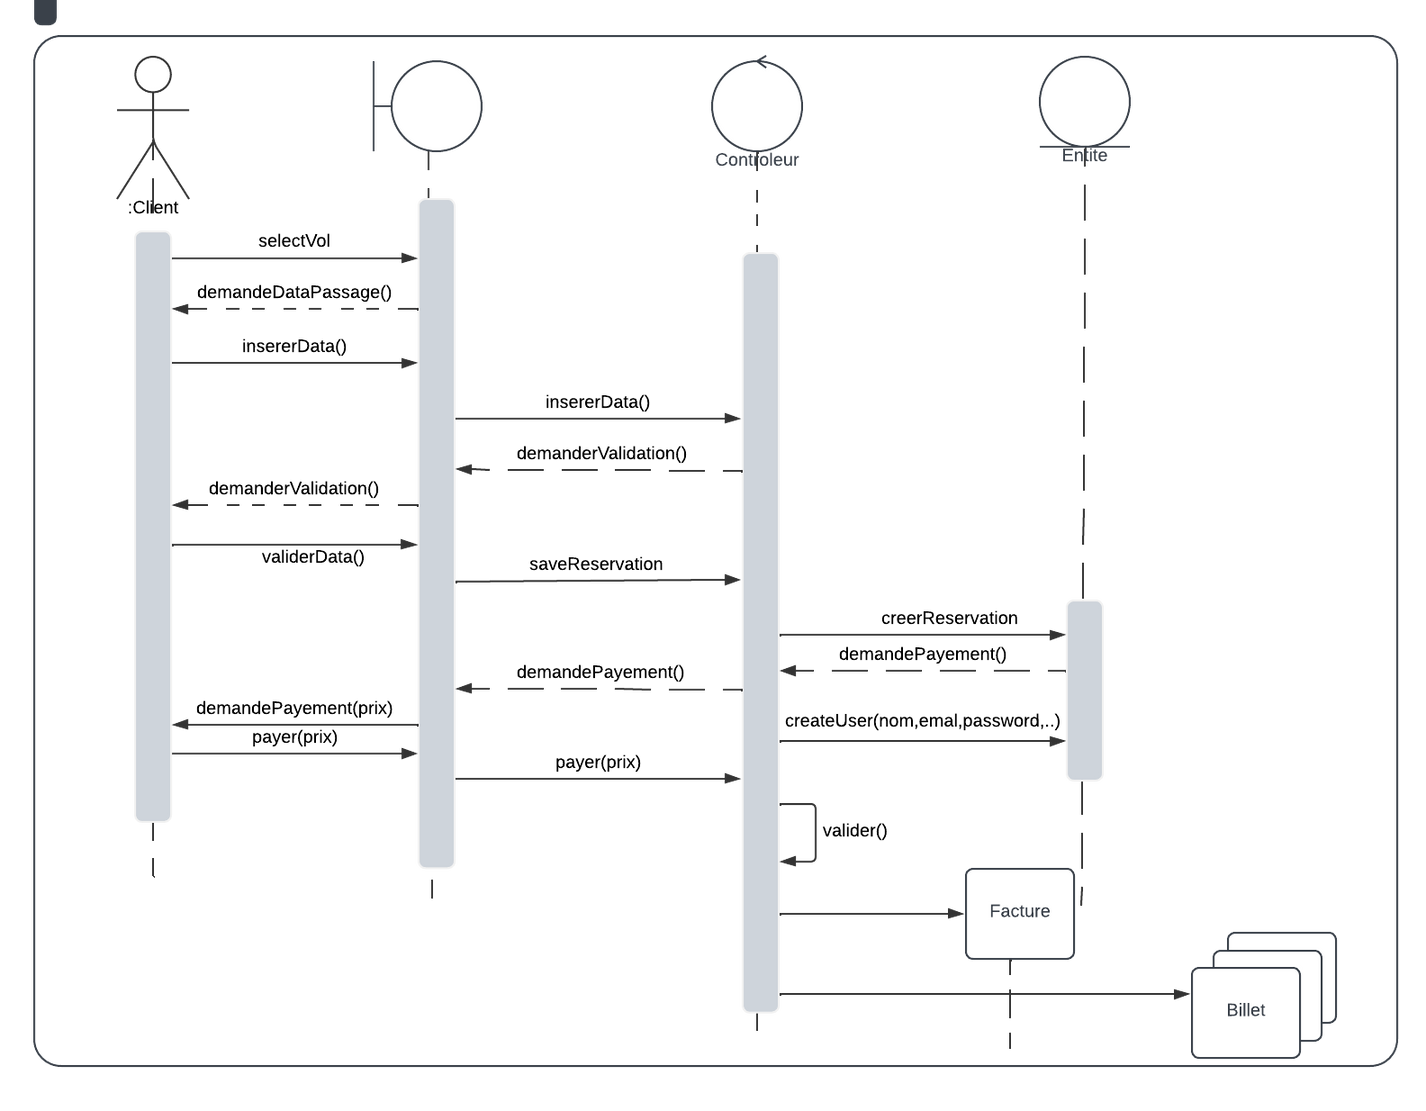 Controleur
Entite
:Client
selectVol
demandeDataPassage()
insererData()
insererData()
demanderValidation()
demanderValidation()
validerData()
saveReservation
creerReservation
demandePayement()
demandePayement()
demandePayement(prix)
createUser(nom,emal,password,..)
payer(prix)
payer(prix)
valider()
Facture
Billet